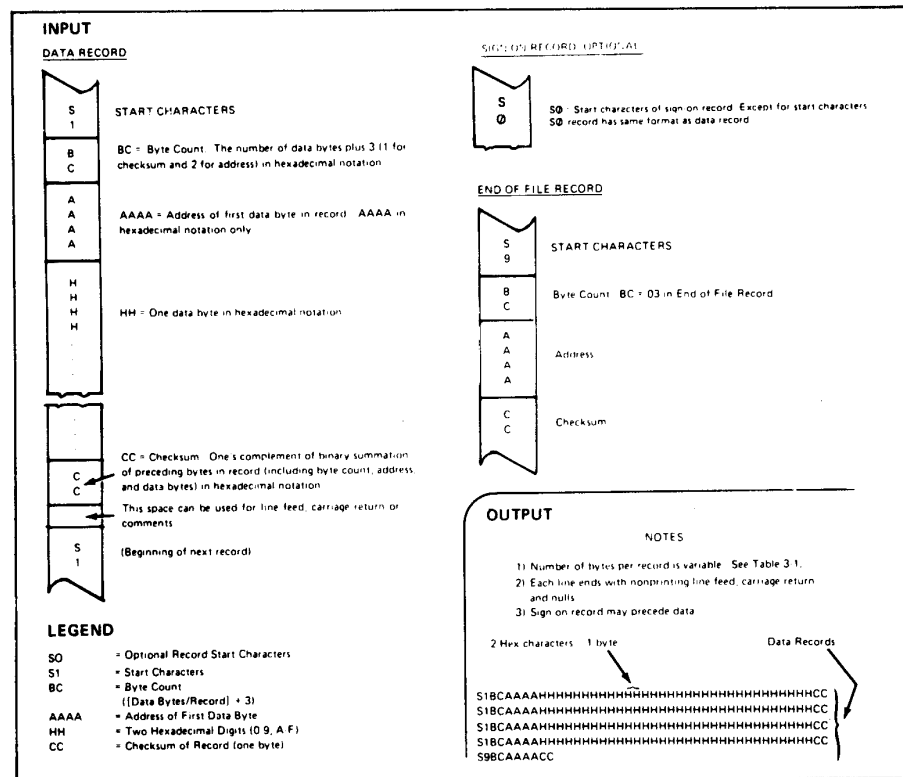 INPUT
DATA RECORD
S
1
START CHARACTERS
B
C
BC = Byte Count. The number of data bytes plus 3 (1 for
checksum and 2 for address) in hexadecimal notation
A
A
A
A
AAAA = Address of first data byte in record. AAAA in
hexadecimal notation only
H
H
H
H
HH = One data byte in hexadecimal notation
C
C
CC = Checksum. One's complement of binary summation
of preceding bytes in record (including byte count, address
and data bytes) in hexadecimal notation
This space can be used for line feed, carriage return or
comments
S
1
(Beginning of next record)
LEGEND
SO = Optional Record Start Characters
S1 = Start Characters
BC = Byte Count
([Data Bytes/Record] + 3)
AAAA = Address of First Data Byte
HH = Two Hexadecimal Digits (0 9, A F)
CC = Checksum of Record (one byte)
SIGN ON RECORD OPTIONAL
S
Ø
SØ : Start characters of sign on record. Except for start characters
SØ record has same format as data record
END OF FILE RECORD
S
9
START CHARACTERS
B
C
Byte Count. BC = 03 in End of File Record
A
A
A
A
Address
C
C
Checksum
OUTPUT
NOTES
1) Number of bytes per record is variable. See Table 3 1.
2) Each line ends with nonprinting line feed, carriage return
and nulls
3) Sign on record may precede data
2 Hex characters 1 byte
Data Records
S1BCAAAAHHHHHHHHHHHHHHHHHHHHHHHHHHHHHHHHCC
S1BCAAAAHHHHHHHHHHHHHHHHHHHHHHHHHHHHHHHHCC
S1BCAAAAHHHHHHHHHHHHHHHHHHHHHHHHHHHHHHHHCC
S1BCAAAAHHHHHHHHHHHHHHHHHHHHHHHHHHHHHHHHCC
S9BCAAAACC